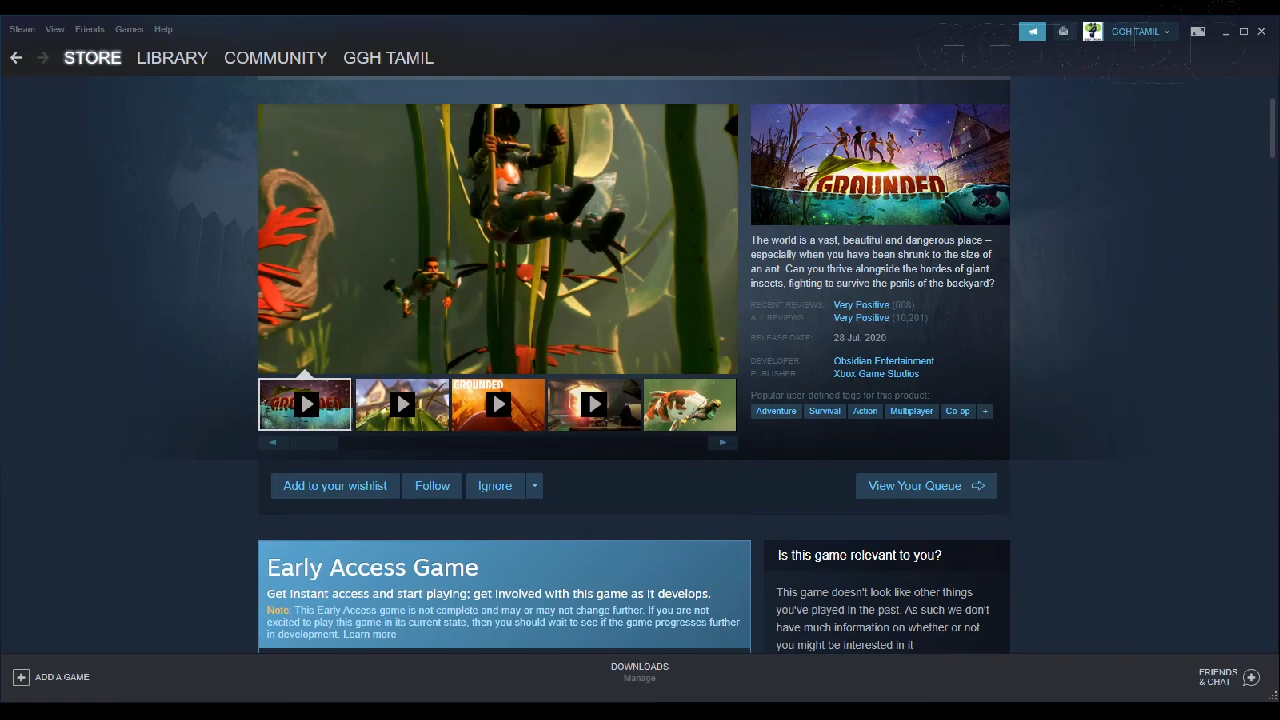 Steam View Friends Games Help
GGH TAMIL
STORE LIBRARY COMMUNITY GGH TAMIL
GROUNDED
The world is a vast, beautiful and dangerous place –
especially when you have been shrunk to the size of
an ant. Can you thrive alongside the hordes of giant
insects, fighting to survive the perils of the backyard?
RECENT REVIEWS: Very Positive (608)
ALL REVIEWS: Very Positive (16,201)
RELEASE DATE: 28 Jul, 2020
DEVELOPER: Obsidian Entertainment
PUBLISHER: Xbox Game Studios
Popular user-defined tags for this product:
Adventure Survival Action Multiplayer Co-op +
GROUNDED
GROUNDED
Add to your wishlist Follow Ignore View Your Queue
Early Access Game
Get instant access and start playing; get involved with this game as it develops.
Note: This Early Access game is not complete and may or may not change further. If you are not
excited to play this game in its current state, then you should wait to see if the game progresses further
in development. Learn more
Is this game relevant to you?
This game doesn't look like other things
you've played in the past. As such we don't
have much information on whether or not
you might be interested in it
ADD A GAME
DOWNLOADS
Manage
FRIENDS
& CHAT